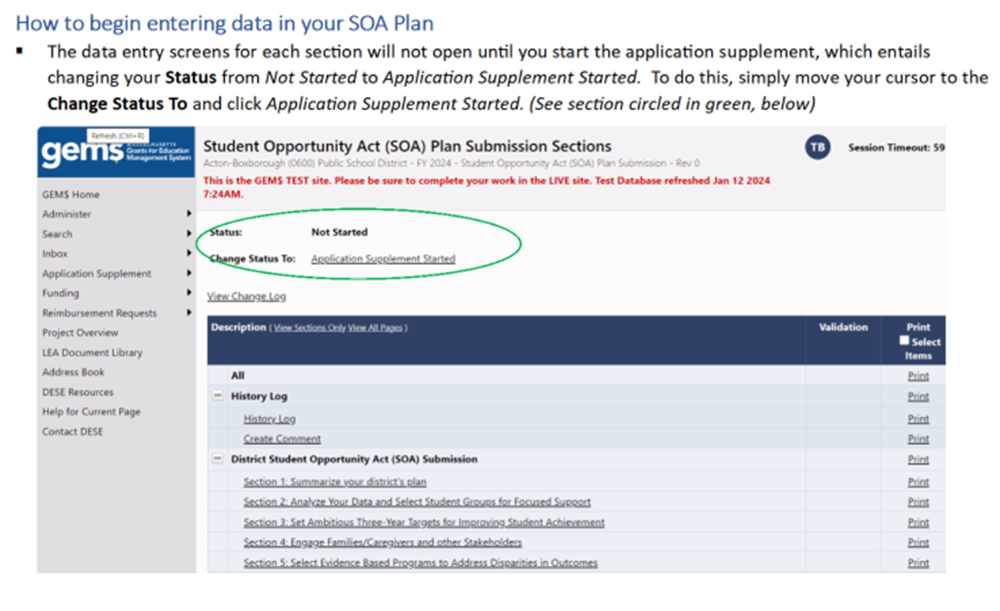 How to begin entering data in your SOA Plan
▪ The data entry screens for each section will not open until you start the application supplement, which entails
changing your Status from Not Started to Application Supplement Started. To do this, simply move your cursor to the
Change Status To and click Application Supplement Started. (See section circled in green, below)
Refresh (Ctrl+R)
gem$ Grants for Education
Management System
Student Opportunity Act (SOA) Plan Submission Sections
TB
Session Timeout: 59
Acton-Boxborough (0600) Public School District - FY 2024 - Student Opportunity Act (SOA) Plan Submission - Rev 0
This is the GEM$ TEST site. Please be sure to complete your work in the LIVE site. Test Database refreshed Jan 12 2024
7:24AM.
GEM$ Home
Administer
Search
Inbox
Application Supplement
Funding
Reimbursement Requests
Project Overview
LEA Document Library
Address Book
DESE Resources
Help for Current Page
Contact DESE
Status: Not Started
Change Status To: Application Supplement Started
View Change Log
Description ( View Sections Only View All Pages )
Validation
Print
Select
Items
All Print
History Log Print
History Log Print
Create Comment Print
District Student Opportunity Act (SOA) Submission Print
Section 1: Summarize your district's plan Print
Section 2: Analyze Your Data and Select Student Groups for Focused Support Print
Section 3: Set Ambitious Three-Year Targets for Improving Student Achievement Print
Section 4: Engage Families/Caregivers and other Stakeholders Print
Section 5: Select Evidence Based Programs to Address Disparities in Outcomes Print